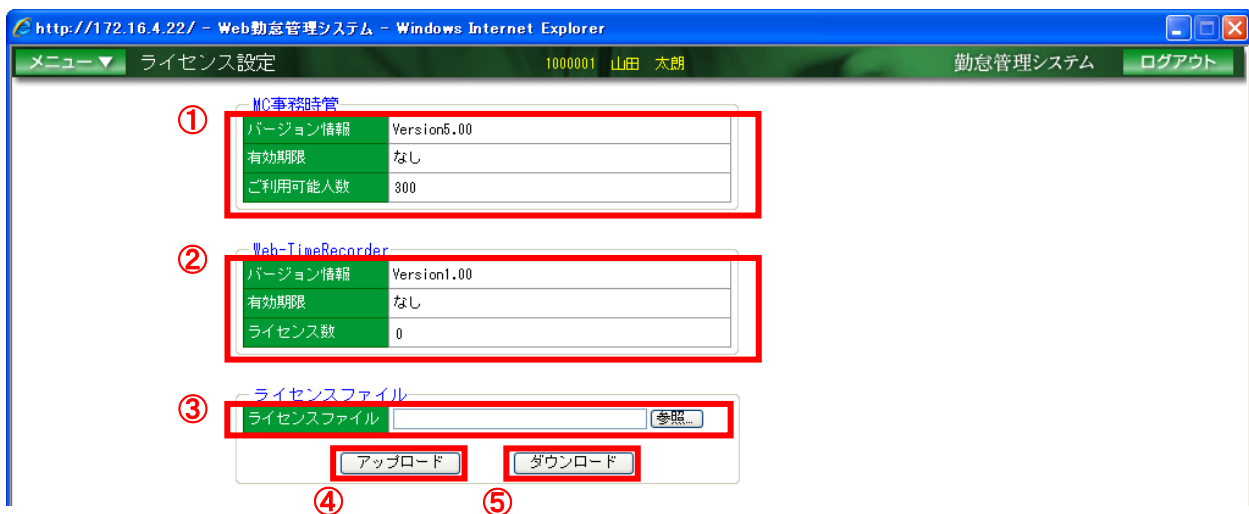 http://172.16.4.22/ - Web勤怠管理システム - Windows Internet Explorer
メニュー▼ ライセンス設定 1000001 山田 太朗 勤怠管理システム ログアウト
① MC事務時管
バージョン情報 Version5.00
有効期限 なし
ご利用可能人数 300
② Web-TimeRecorder
バージョン情報 Version1.00
有効期限 なし
ライセンス数 0
ライセンスファイル
③ ライセンスファイル 参照...
アップロード ダウンロード
④ ⑤